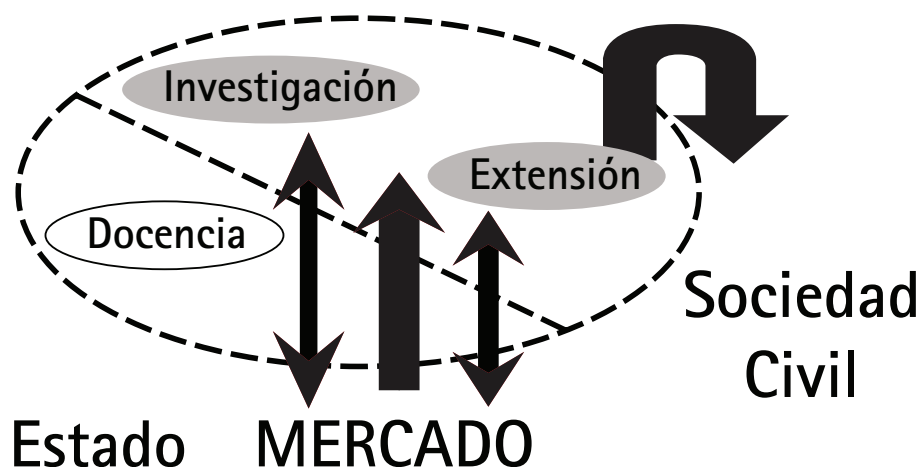 Investigación
Extensión
Docencia
Sociedad
Civil
Estado
MERCADO